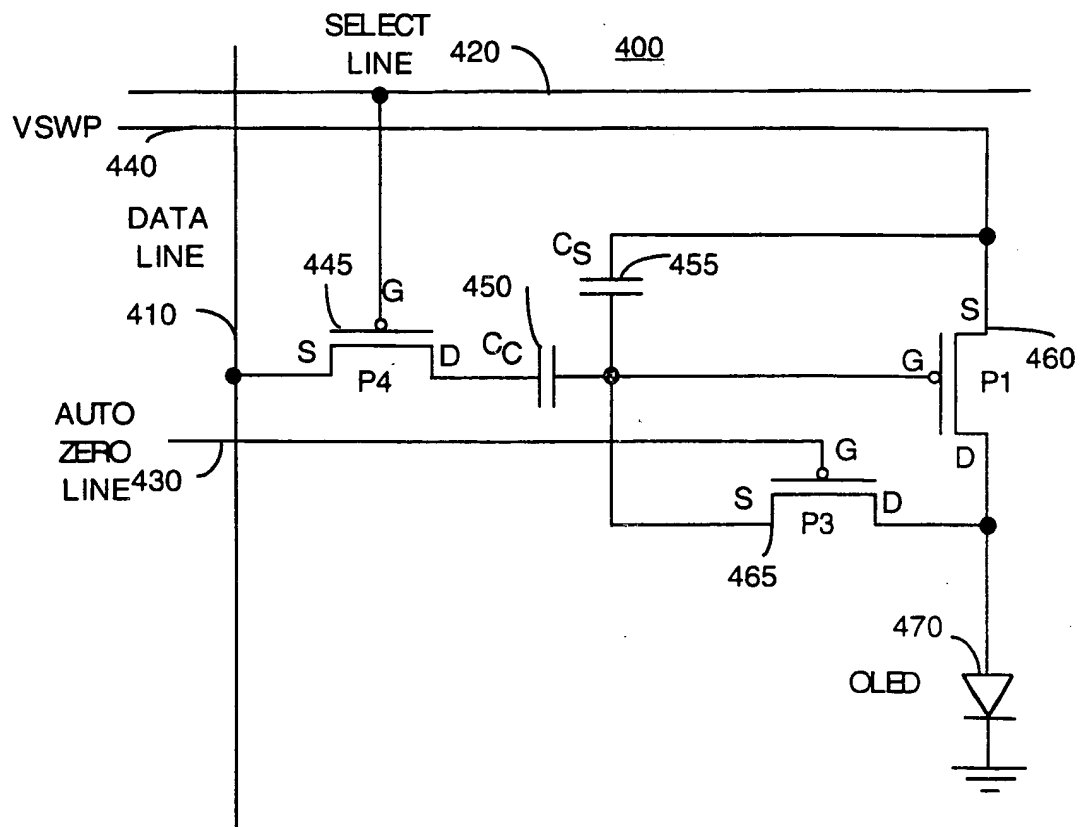 SELECT
LINE
420
400
VSWP
440
DATA
LINE
410
445
G
S
D
P4
450
CC
CS
455
S
G
P1
D
460
AUTO
ZERO
LINE
430
G
S
D
P3
465
470
OLED